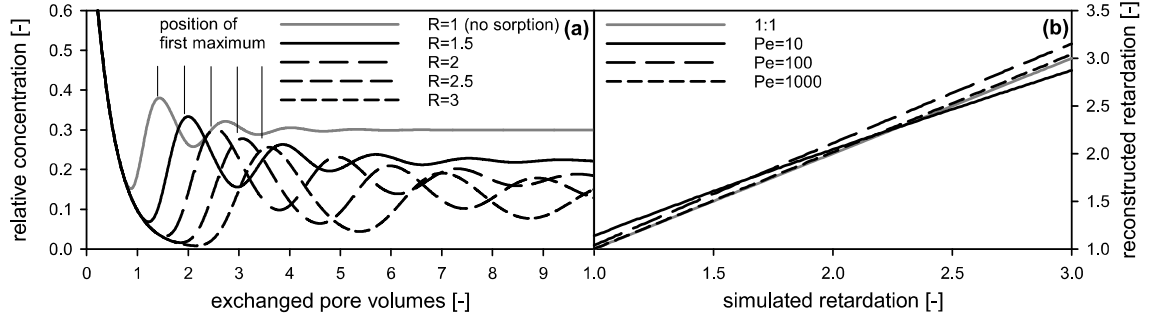 position of
first maximum
R=1 (no sorption)
R=1.5
R=2
R=2.5
R=3
(a)
0.6
0.5
0.4
0.3
0.2
0.1
0.0
relative concentration [-]
0 1 2 3 4 5 6 7 8 9
exchanged pore volumes [-]
1:1
Pe=10
Pe=100
Pe=1000
(b)
3.5
3.0
2.5
2.0
1.5
1.0
reconstructed retardation [-]
1.0 1.5 2.0 2.5 3.0
simulated retardation [-]